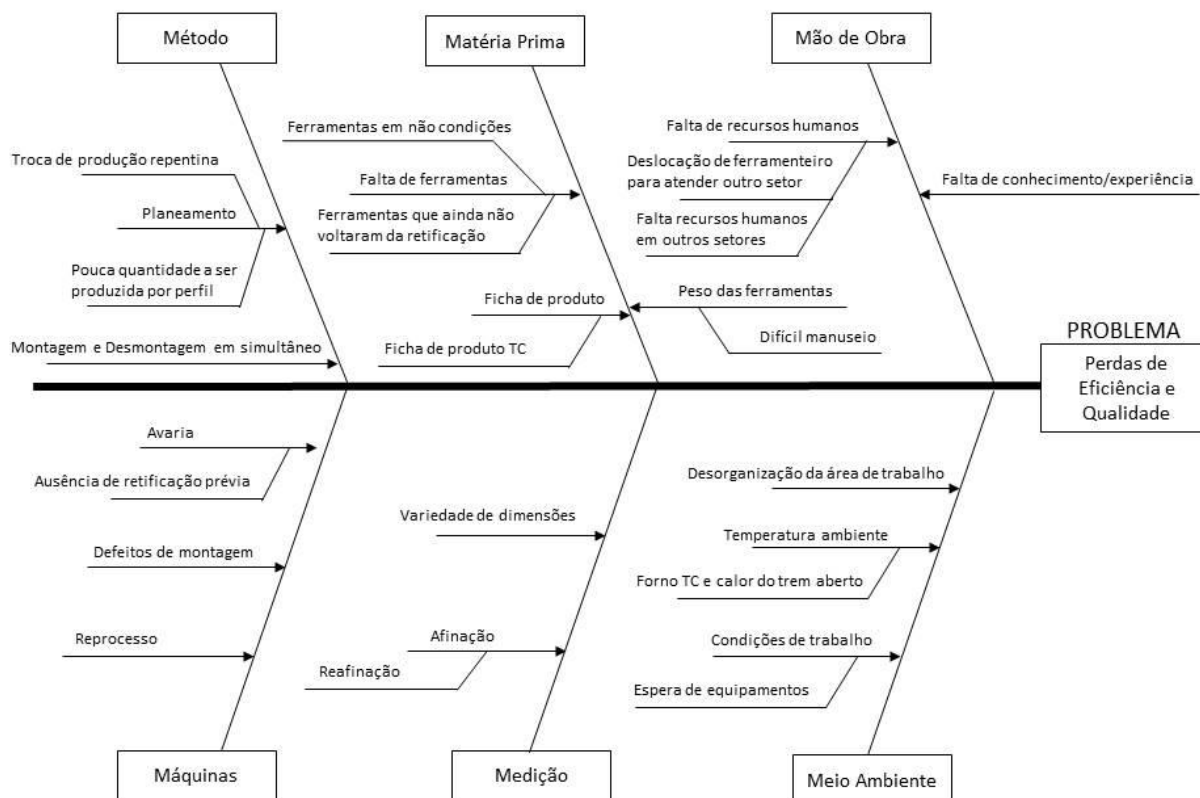 Método
Matéria Prima
Mão de Obra
Ferramentas em não condições
Falta de recursos humanos
Troca de produção repentina
Falta de ferramentas
Deslocação de ferramenteiro
para atender outro setor
Falta de conhecimento/experiência
Planeamento
Ferramentas que ainda não
voltaram da retificação
Falta recursos humanos
em outros setores
Pouca quantidade a ser
produzida por perfil
Ficha de produto
Peso das ferramentas
Montagem e Desmontagem em simultâneo
Ficha de produto TC
Difícil manuseio
PROBLEMA
Perdas de
Eficiência e
Qualidade
Avaria
Ausência de retificação prévia
Desorganização da área de trabalho
Variedade de dimensões
Defeitos de montagem
Temperatura ambiente
Forno TC e calor do trem aberto
Reprocesso
Afinação
Condições de trabalho
Reafinação
Espera de equipamentos
Máquinas
Medição
Meio Ambiente